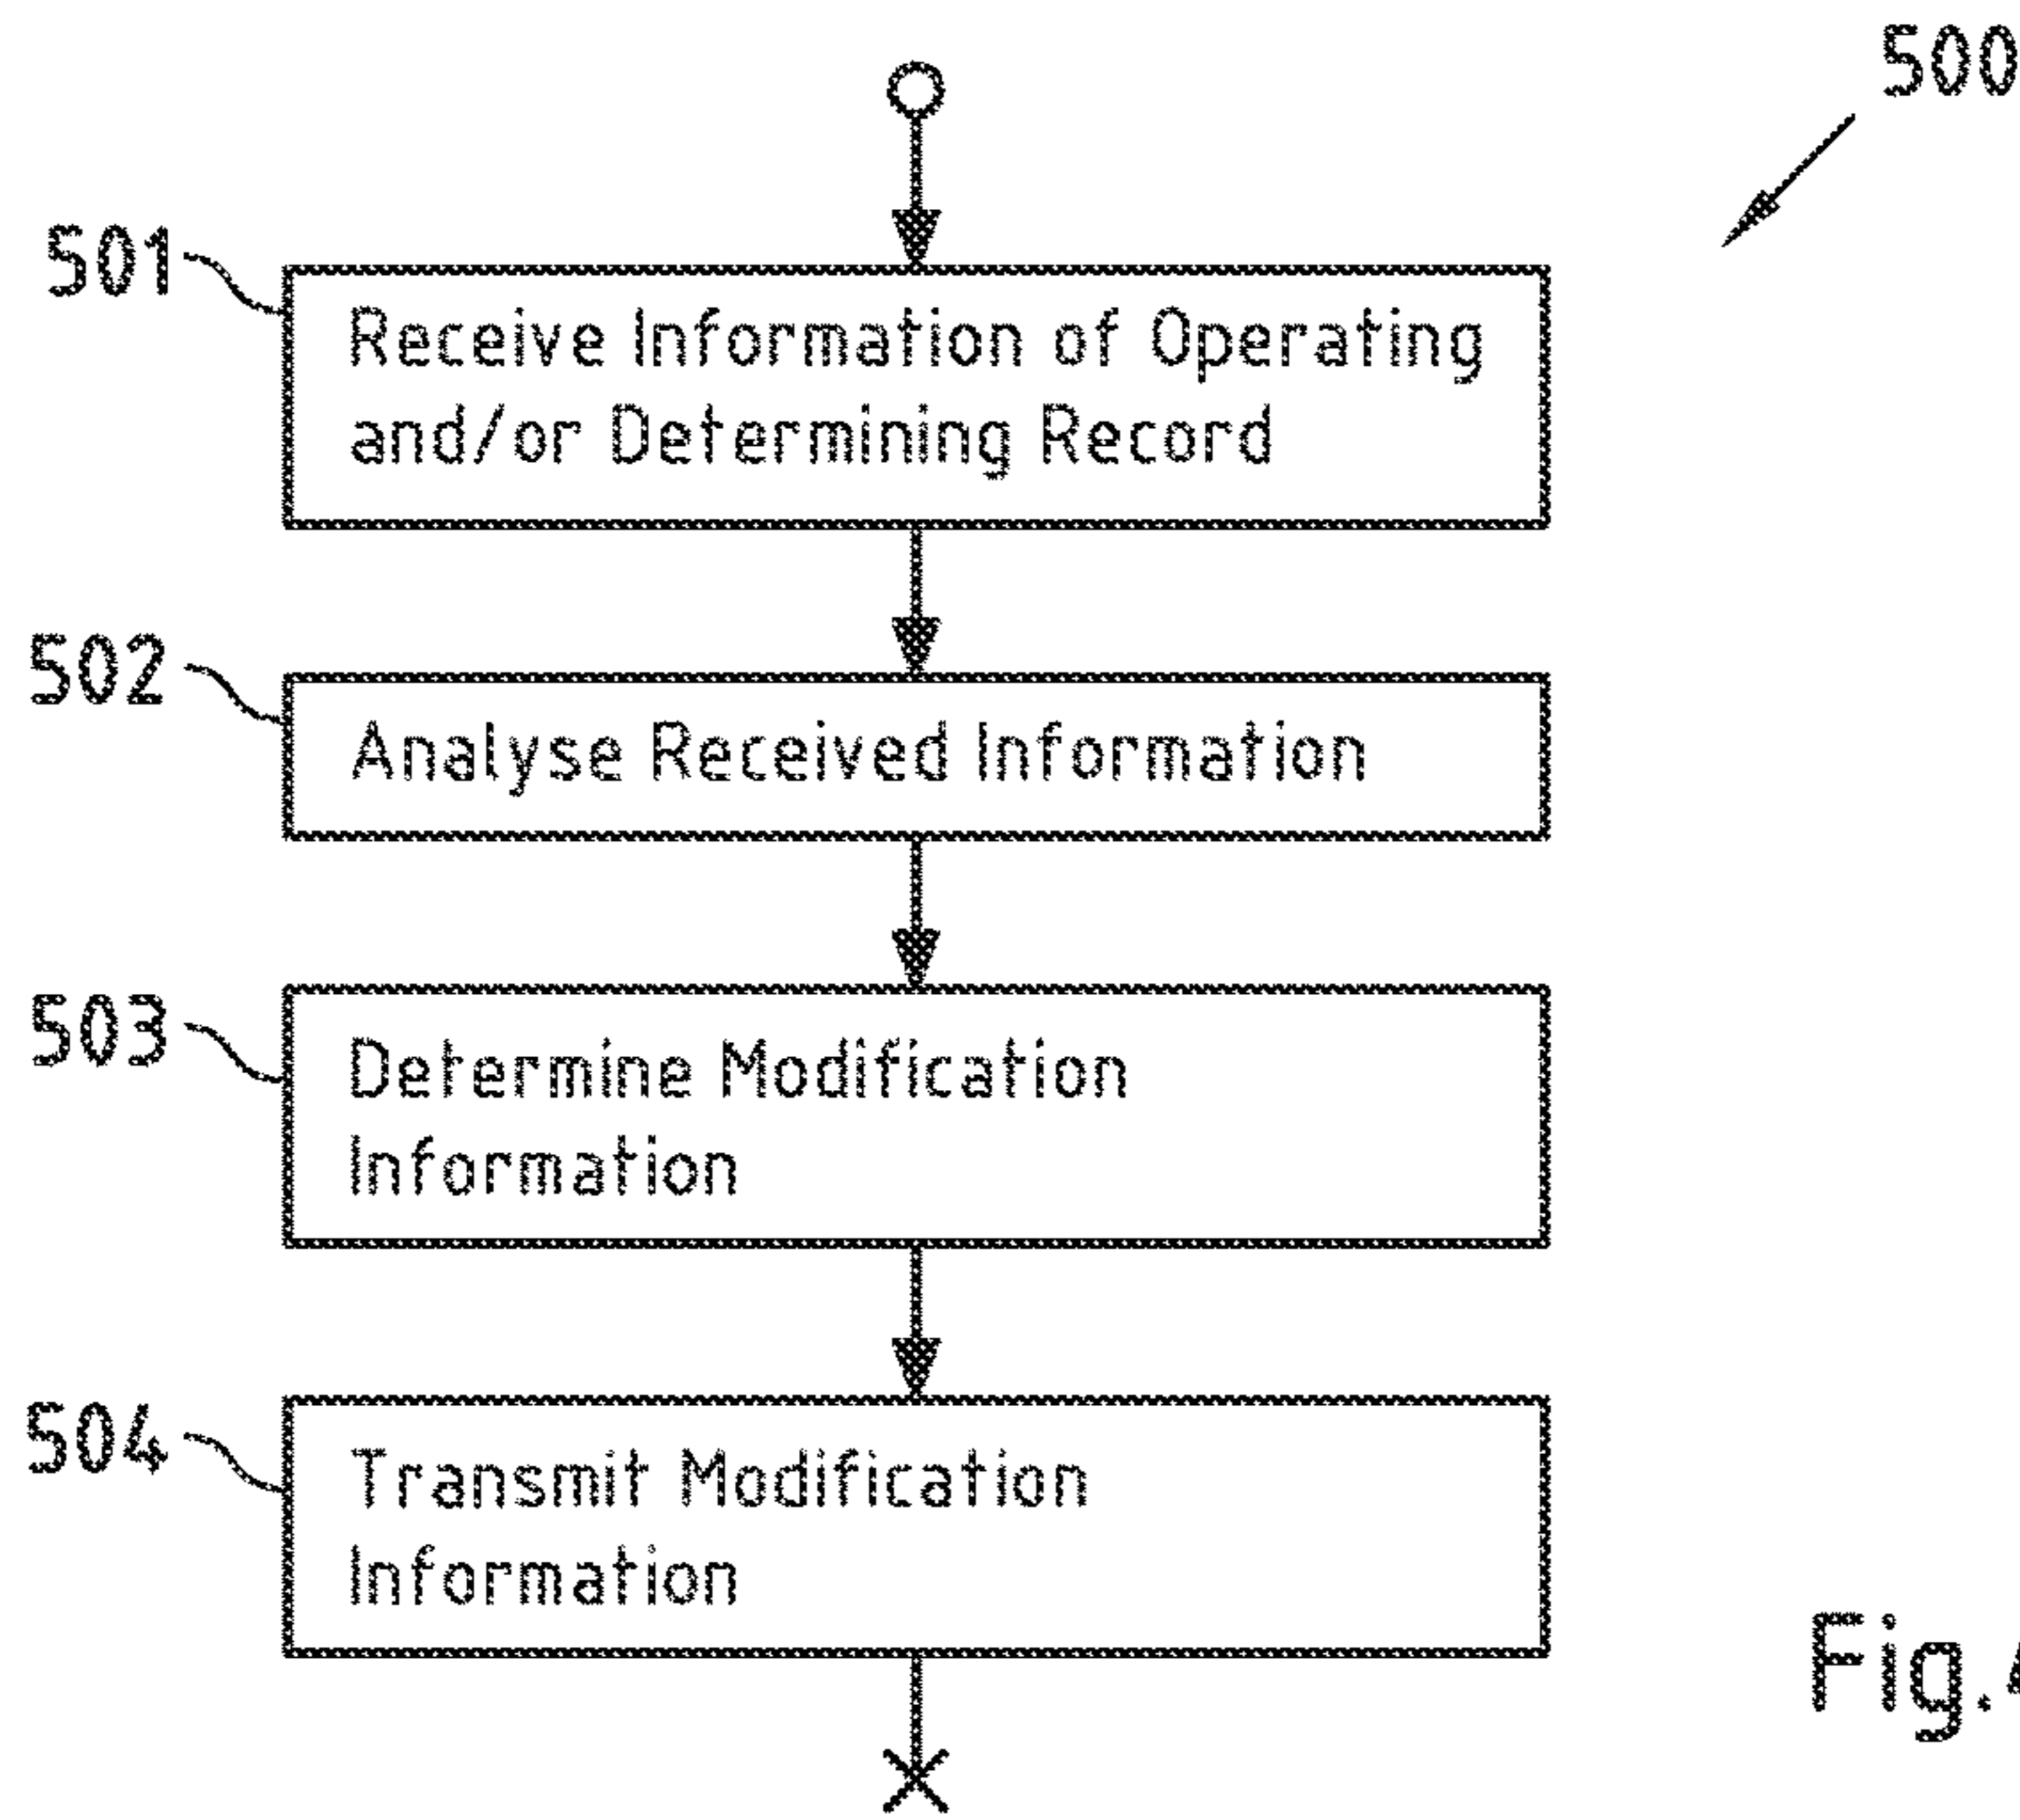 500
501
Receive Information of Operating
and/or Determining Record
502
Analyse Received Information
503
Determine Modification
Information
504
Transmit Modification
Information
Fig.